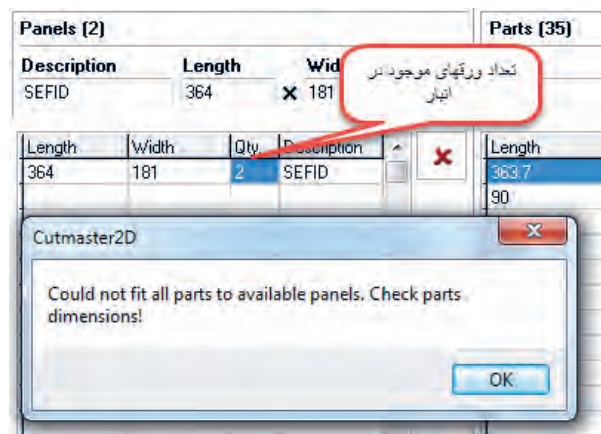 Panels (2)
Parts (35)
Description Length Wid
SEFID 364 × 181
تعداد ورقهای موجود در
انبار
Length Width Qty. Description
364 181 2 SEFID
Length
363.7
90
Cutmaster2D
Could not fit all parts to available panels. Check parts
dimensions!
OK